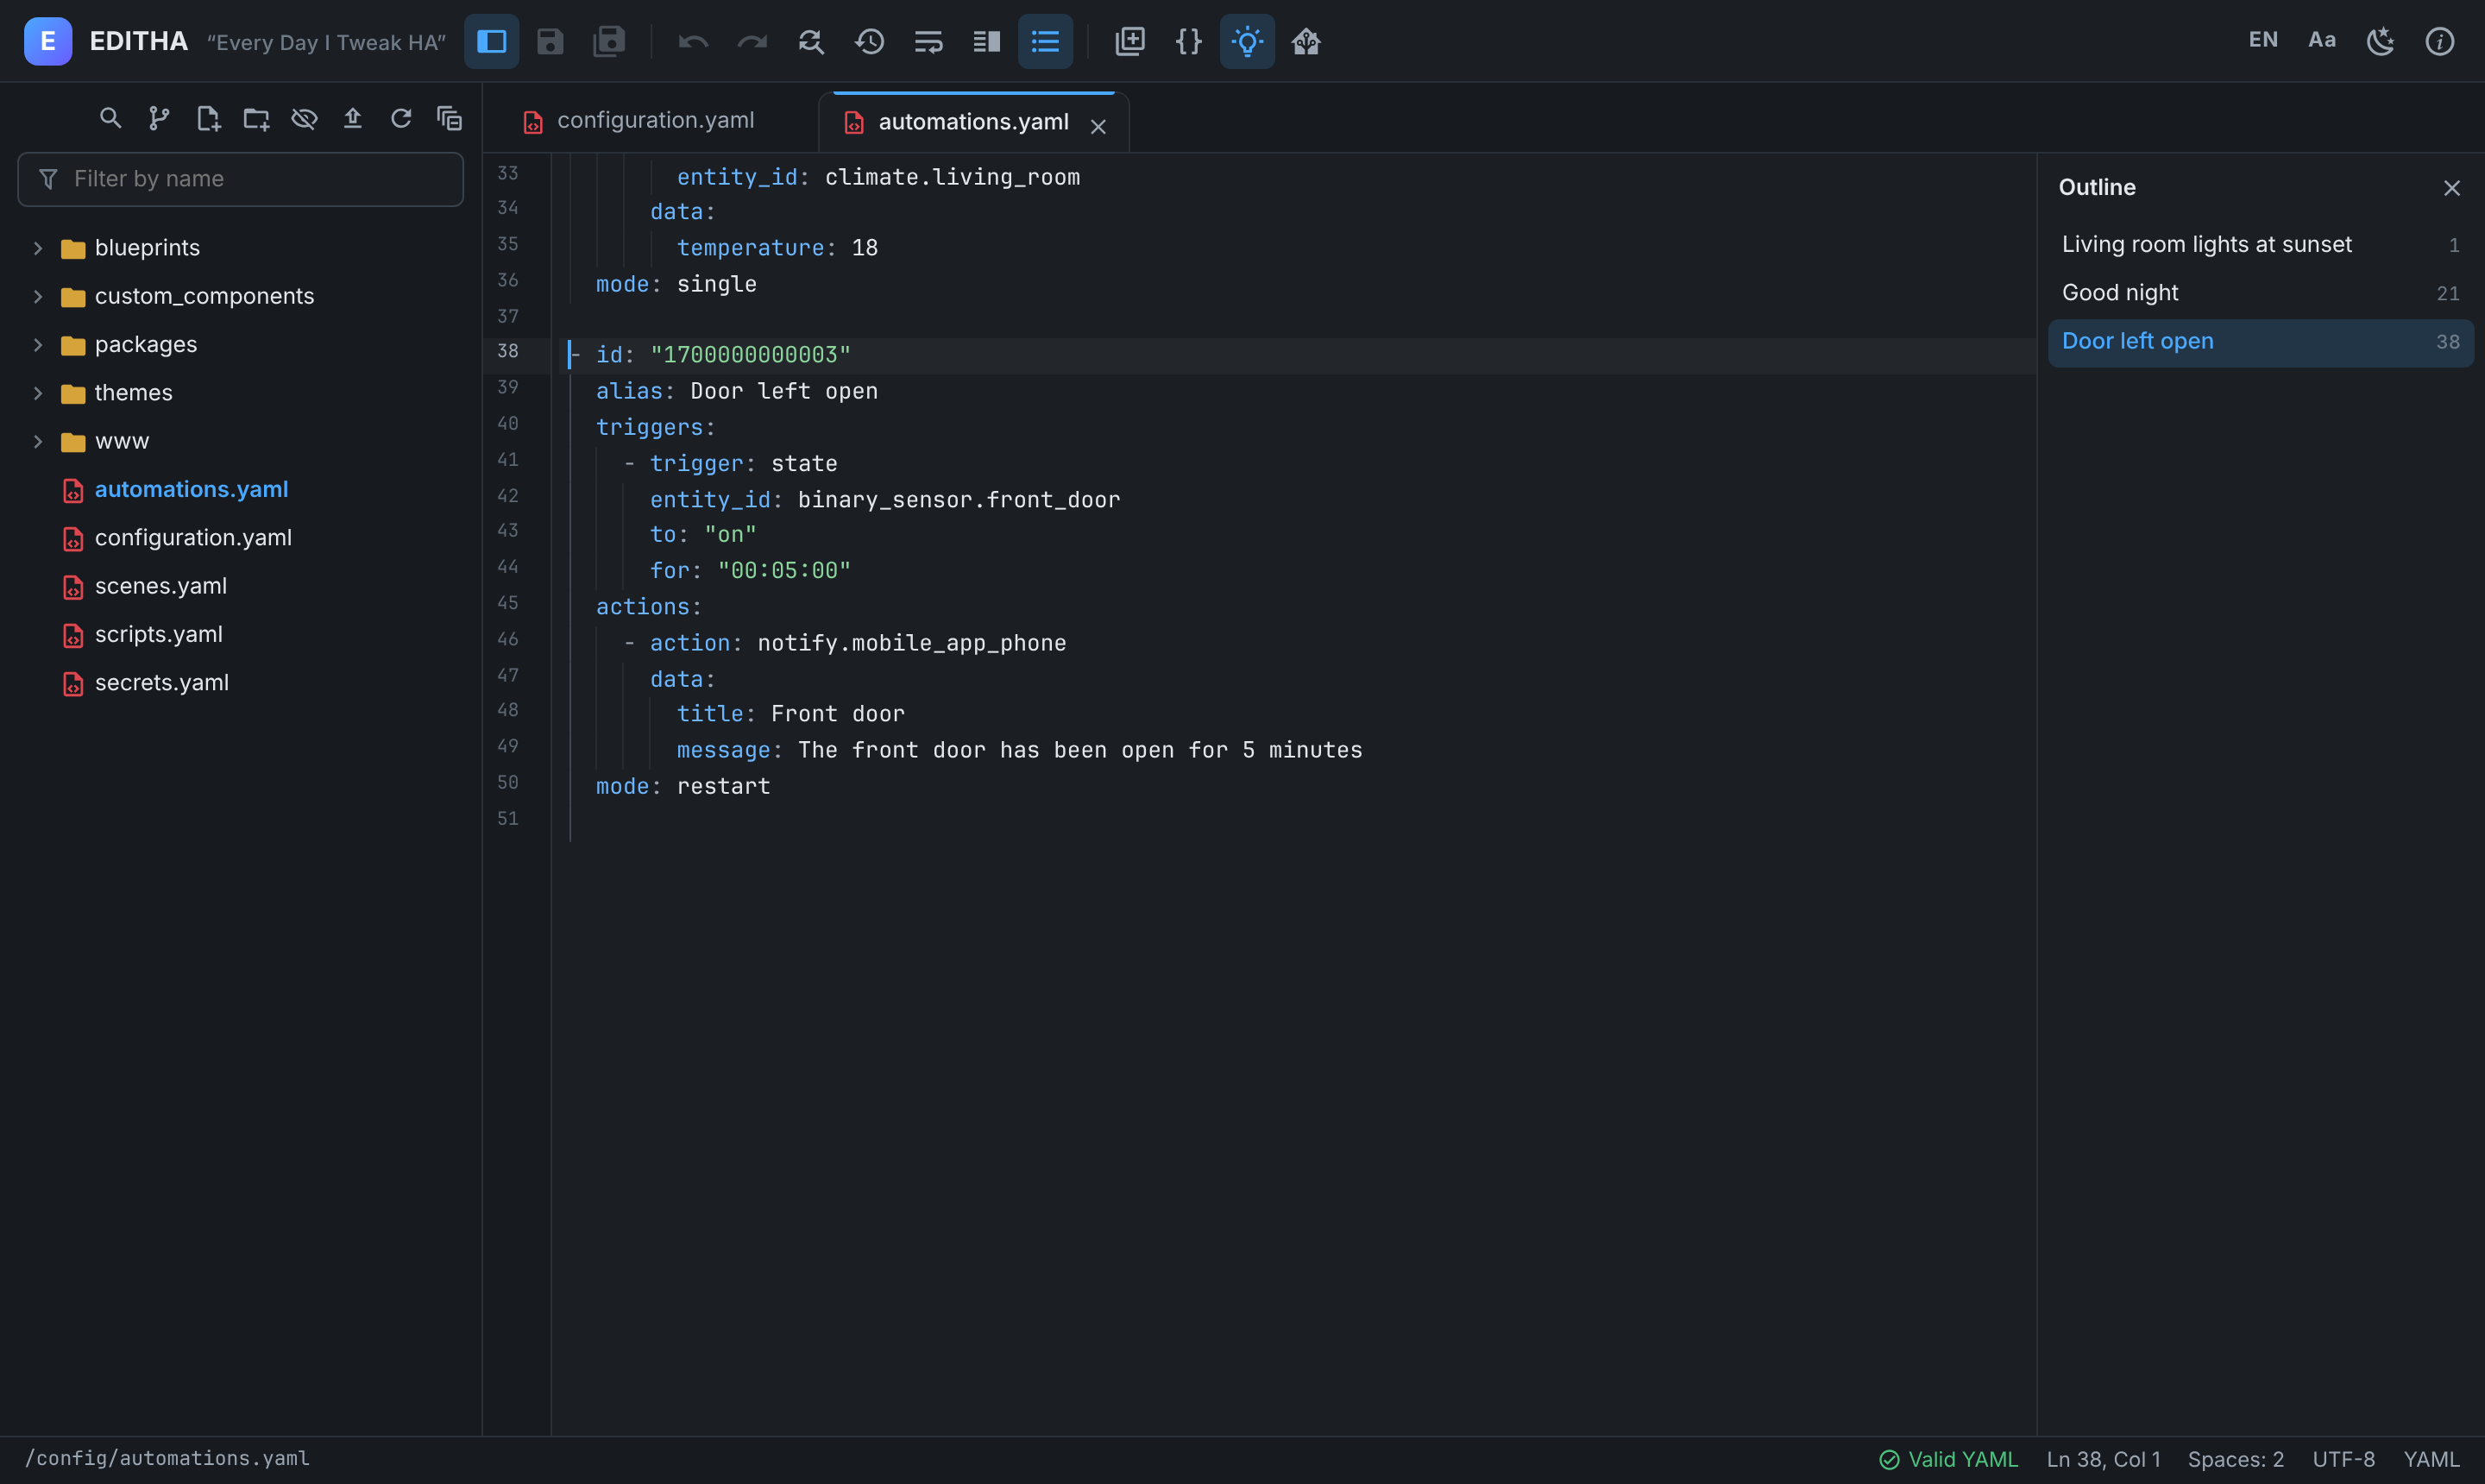 E EDITHA “Every Day I Tweak HA” EN Aa
configuration.yaml
automations.yaml
Filter by name
blueprints
custom_components
packages
themes
www
automations.yaml
configuration.yaml
scenes.yaml
scripts.yaml
secrets.yaml
33 entity_id: climate.living_room
34 data:
35 temperature: 18
36 mode: single
37
38 - id: "1700000000003"
39 alias: Door left open
40 triggers:
41 - trigger: state
42 entity_id: binary_sensor.front_door
43 to: "on"
44 for: "00:05:00"
45 actions:
46 - action: notify.mobile_app_phone
47 data:
48 title: Front door
49 message: The front door has been open for 5 minutes
50 mode: restart
51
Outline
Living room lights at sunset 1
Good night 21
Door left open 38
/config/automations.yaml
Valid YAML Ln 38, Col 1 Spaces: 2 UTF-8 YAML